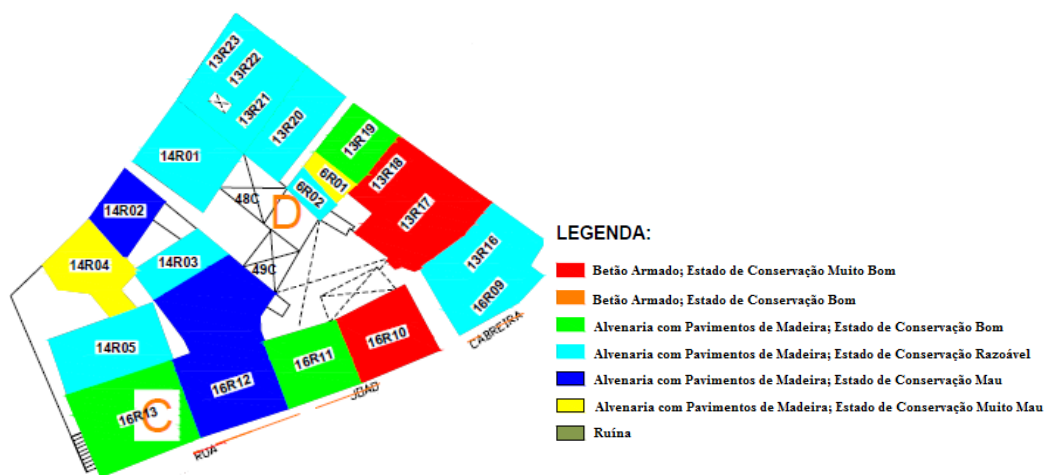 13R23
13R22
13R21
13R20
13R19
14R01
6R01
13R18
6R02
48C
D
14R02
13R17
14R04
14R03
49C
13R16
16R09
14R05
16R10
16R11
16R12
16R13
C
RUA
JOAO
CABREIRA
LEGENDA:
Betão Armado; Estado de Conservação Muito Bom
Betão Armado; Estado de Conservação Bom
Alvenaria com Pavimentos de Madeira; Estado de Conservação Bom
Alvenaria com Pavimentos de Madeira; Estado de Conservação Razoável
Alvenaria com Pavimentos de Madeira; Estado de Conservação Mau
Alvenaria com Pavimentos de Madeira; Estado de Conservação Muito Mau
Ruína